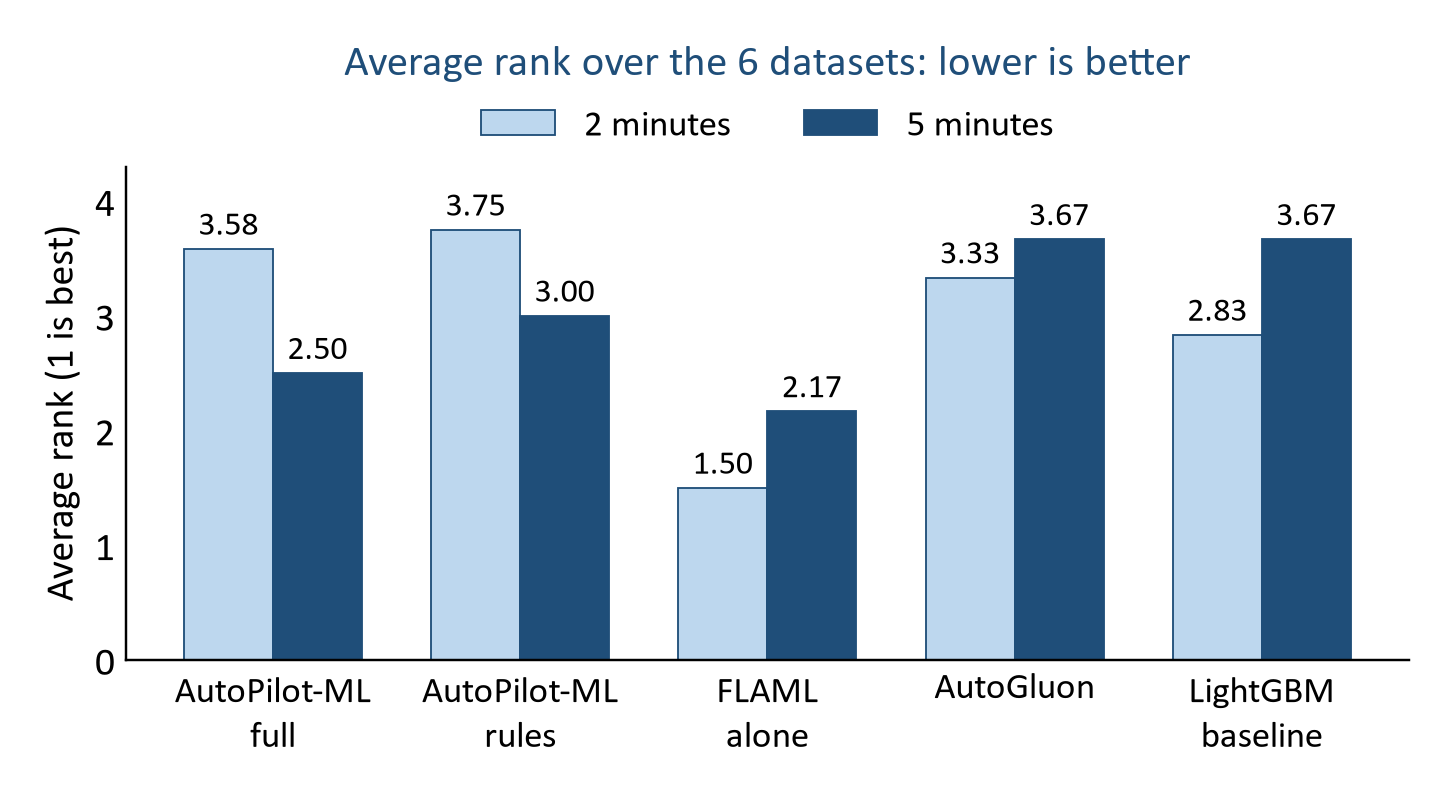 Average rank over the 6 datasets: lower is better
2 minutes 5 minutes
Average rank (1 is best)
4
3
2
1
0
3.58
2.50
3.75
3.00
1.50
2.17
3.33
3.67
2.83
3.67
AutoPilot-ML
full
AutoPilot-ML
rules
FLAML
alone
AutoGluon
LightGBM
baseline